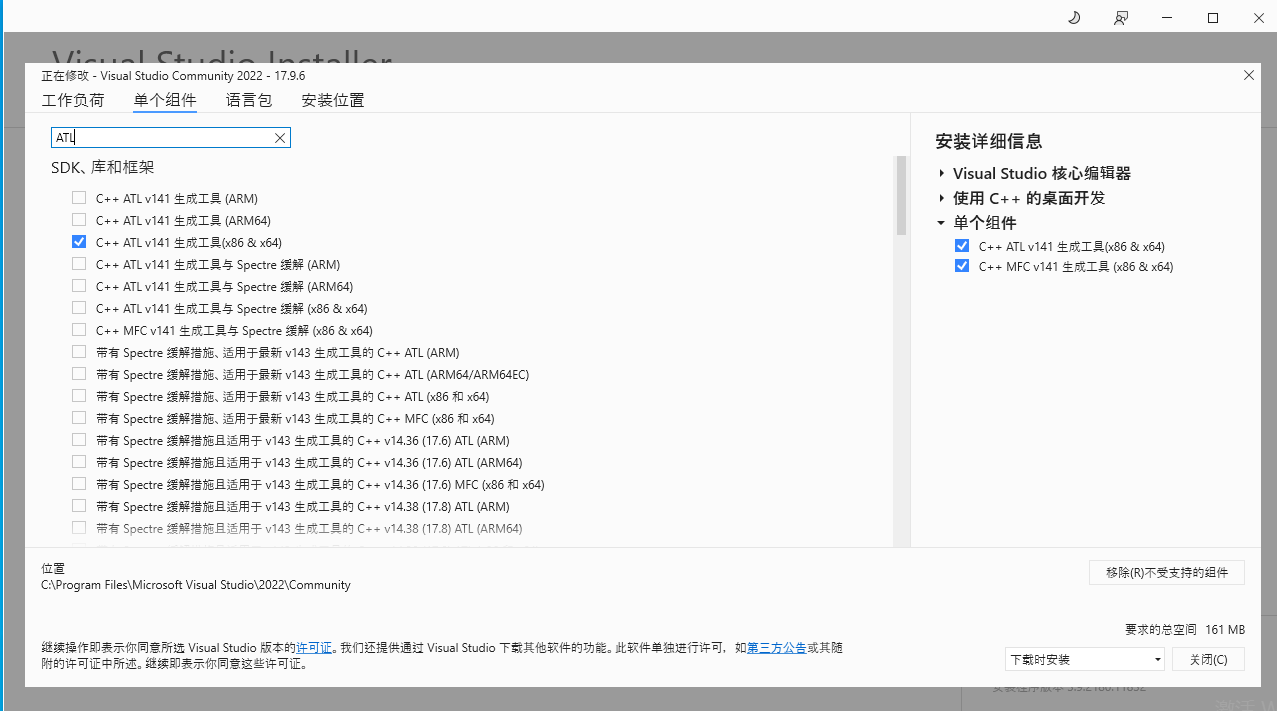 Visual Studio Installer
正在修改 - Visual Studio Community 2022 - 17.9.6
工作负荷 单个组件 语言包 安装位置
ATL
SDK、库和框架
C++ ATL v141 生成工具 (ARM)
C++ ATL v141 生成工具 (ARM64)
C++ ATL v141 生成工具(x86 & x64)
C++ ATL v141 生成工具与 Spectre 缓解 (ARM)
C++ ATL v141 生成工具与 Spectre 缓解 (ARM64)
C++ ATL v141 生成工具与 Spectre 缓解 (x86 & x64)
C++ MFC v141 生成工具与 Spectre 缓解 (x86 & x64)
带有 Spectre 缓解措施、适用于最新 v143 生成工具的 C++ ATL (ARM)
带有 Spectre 缓解措施、适用于最新 v143 生成工具的 C++ ATL (ARM64/ARM64EC)
带有 Spectre 缓解措施、适用于最新 v143 生成工具的 C++ ATL (x86 和 x64)
带有 Spectre 缓解措施、适用于最新 v143 生成工具的 C++ MFC (x86 和 x64)
带有 Spectre 缓解措施且适用于 v143 生成工具的 C++ v14.36 (17.6) ATL (ARM)
带有 Spectre 缓解措施且适用于 v143 生成工具的 C++ v14.36 (17.6) ATL (ARM64)
带有 Spectre 缓解措施且适用于 v143 生成工具的 C++ v14.36 (17.6) MFC (x86 和 x64)
带有 Spectre 缓解措施且适用于 v143 生成工具的 C++ v14.38 (17.8) ATL (ARM)
带有 Spectre 缓解措施且适用于 v143 生成工具的 C++ v14.38 (17.8) ATL (ARM64)
安装详细信息
Visual Studio 核心编辑器
使用 C++ 的桌面开发
单个组件
C++ ATL v141 生成工具(x86 & x64)
C++ MFC v141 生成工具 (x86 & x64)
位置
C:\Program Files\Microsoft Visual Studio\2022\Community
移除(R)不受支持的组件
要求的总空间 161 MB
继续操作即表示你同意所选 Visual Studio 版本的许可证。我们还提供通过 Visual Studio 下载其他软件的功能。此软件单独进行许可，如第三方公告或其随
附的许可证中所述。继续即表示你同意这些许可证。
下载时安装 关闭(C)